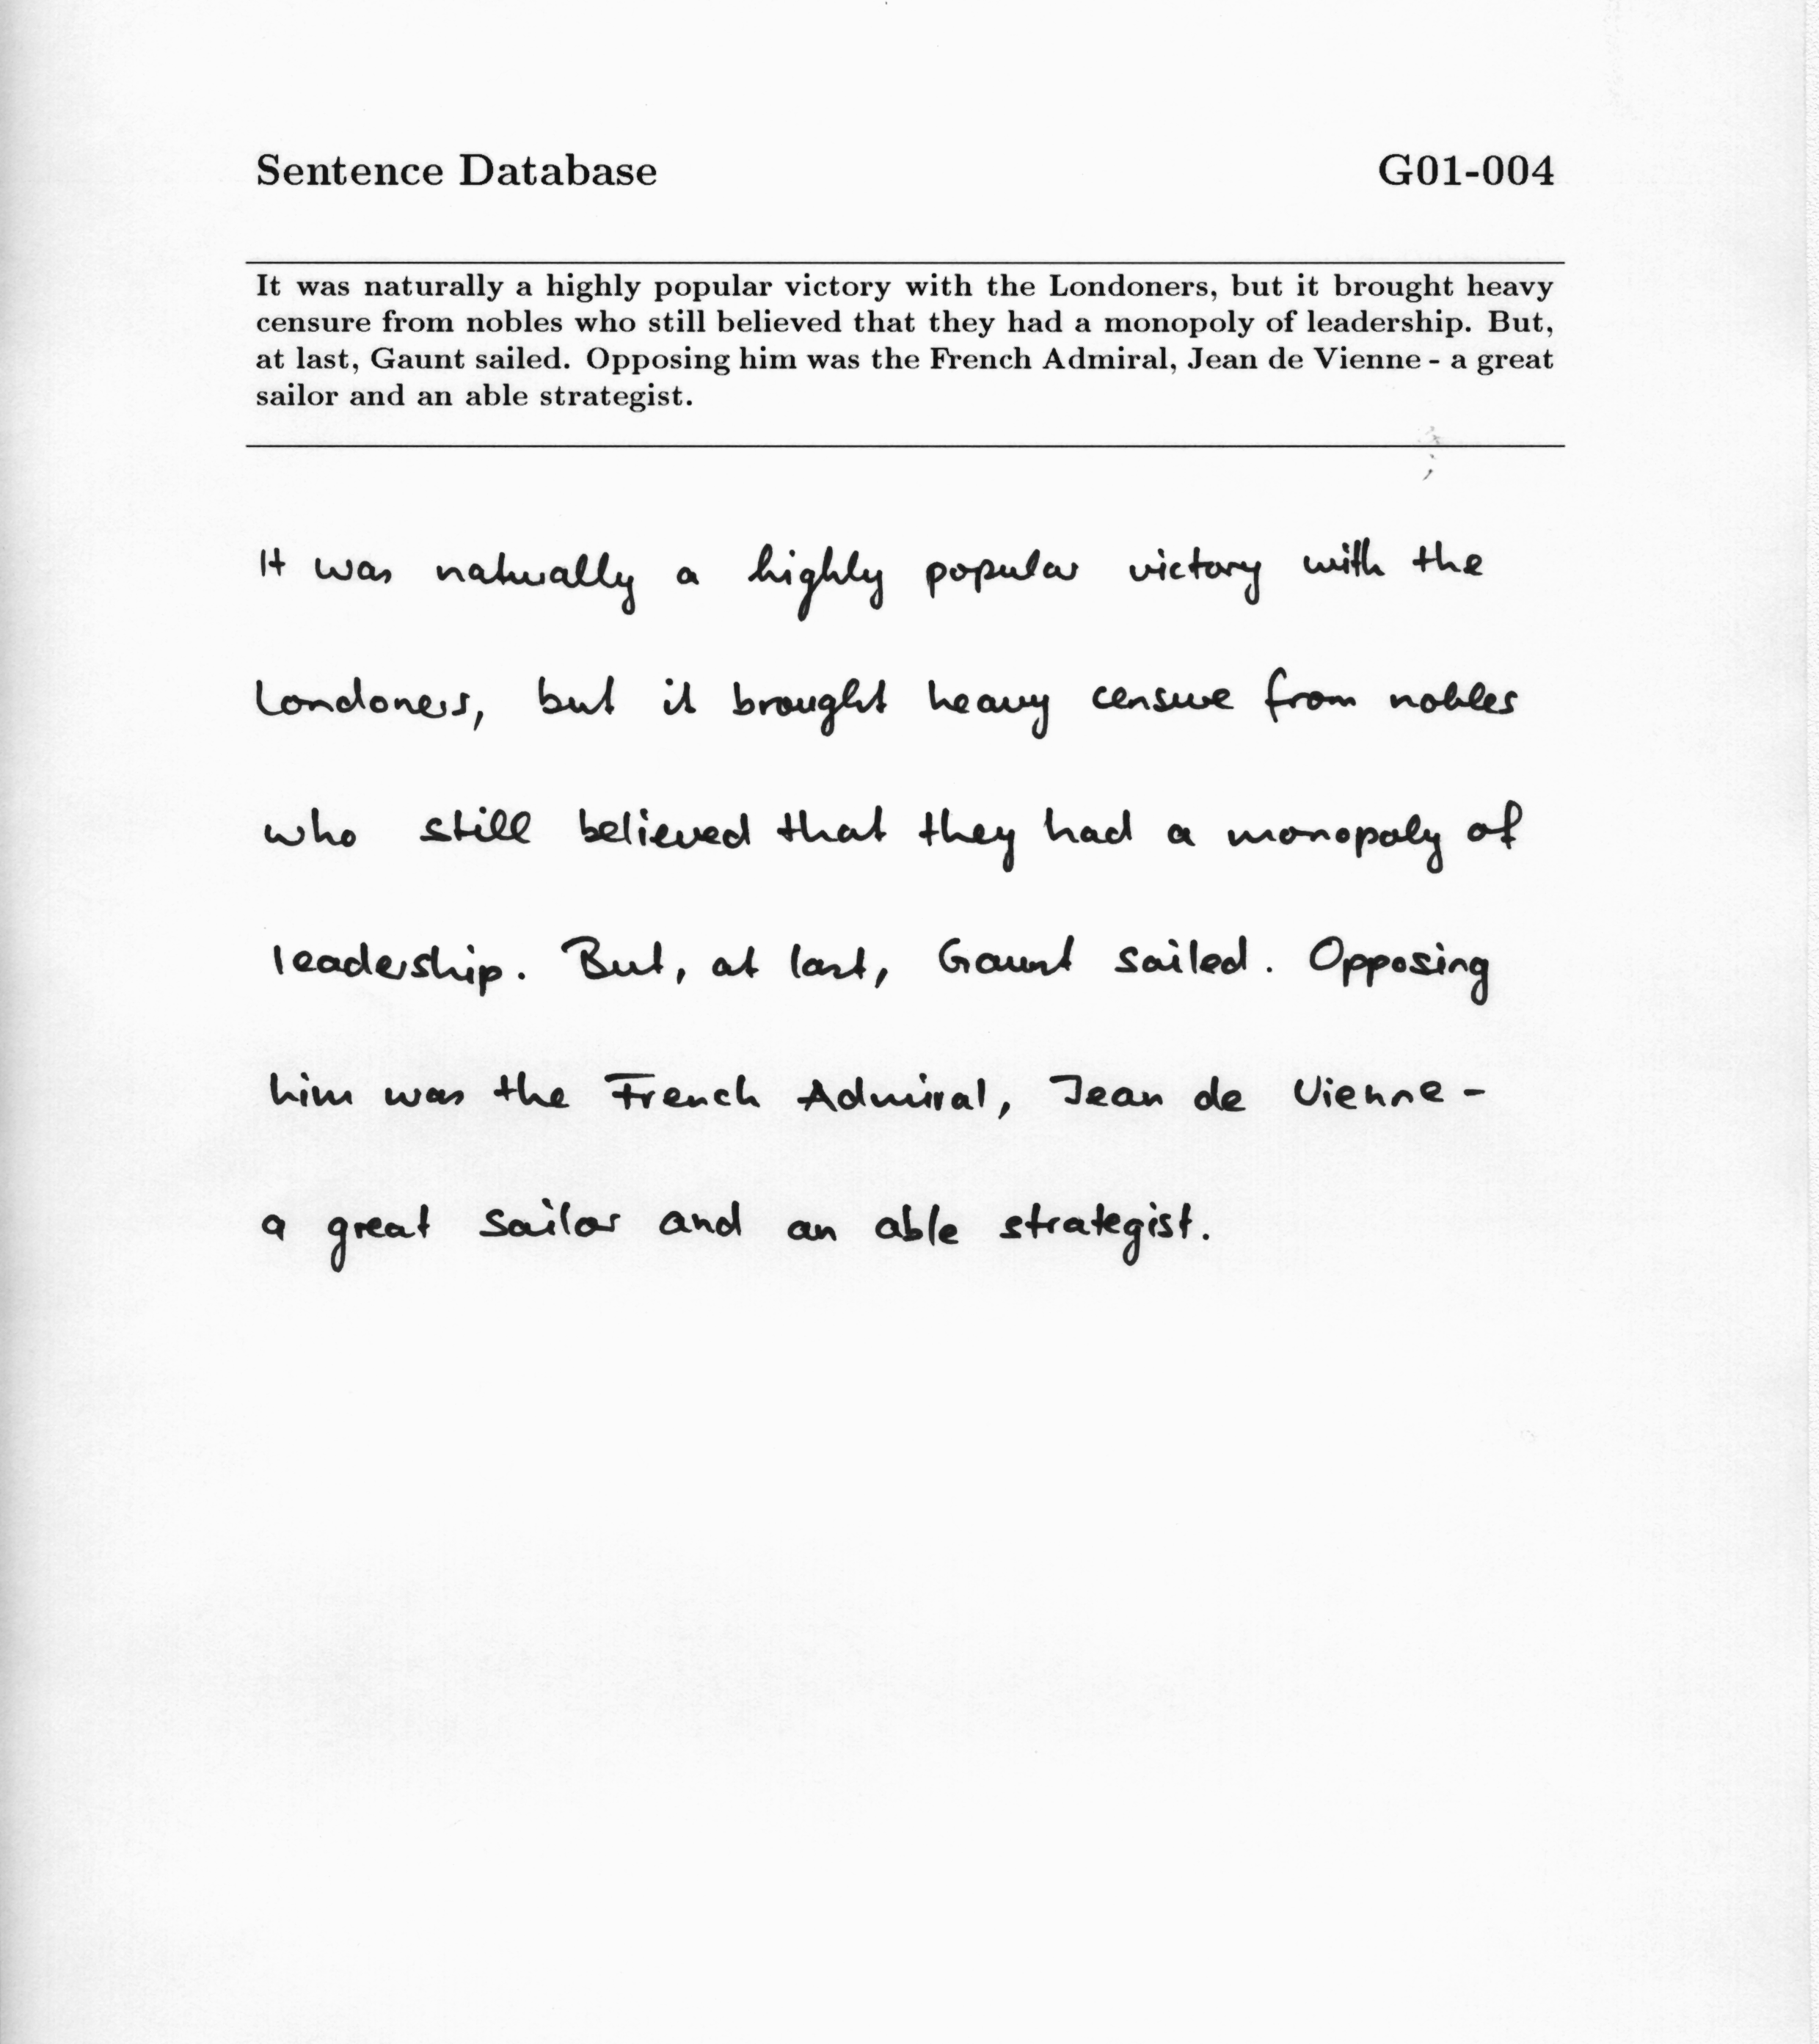 Sentence Database G01-004
It was naturally a highly popular victory with the Londoners, but it brought heavy
censure from nobles who still believed that they had a monopoly of leadership. But,
at last, Gaunt sailed. Opposing him was the French Admiral, Jean de Vienne - a great
sailor and an able strategist.
It was naturally a highly popular victory with the
Londoners, but it brought heavy censure from nobles
who still believed that they had a monopoly of
leadership. But, at last, Gaunt sailed. Opposing
him was the French Admiral, Jean de Vienne -
a great sailor and an able strategist.